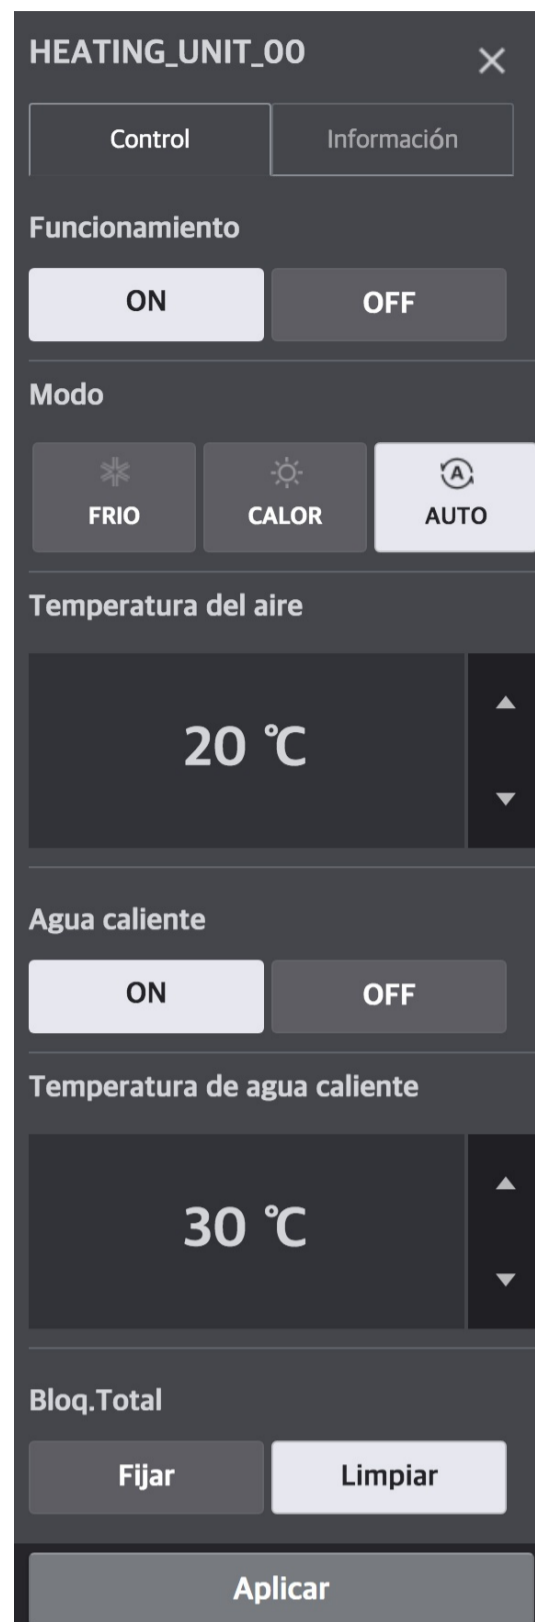 HEATING_UNIT_00 ×
Control Información
Funcionamiento
ON OFF
Modo
A
FRIO CALOR AUTO
Temperatura del aire
20 ℃
Agua caliente
ON OFF
Temperatura de agua caliente
30 ℃
Bloq.Total
Fijar Limpiar
Aplicar